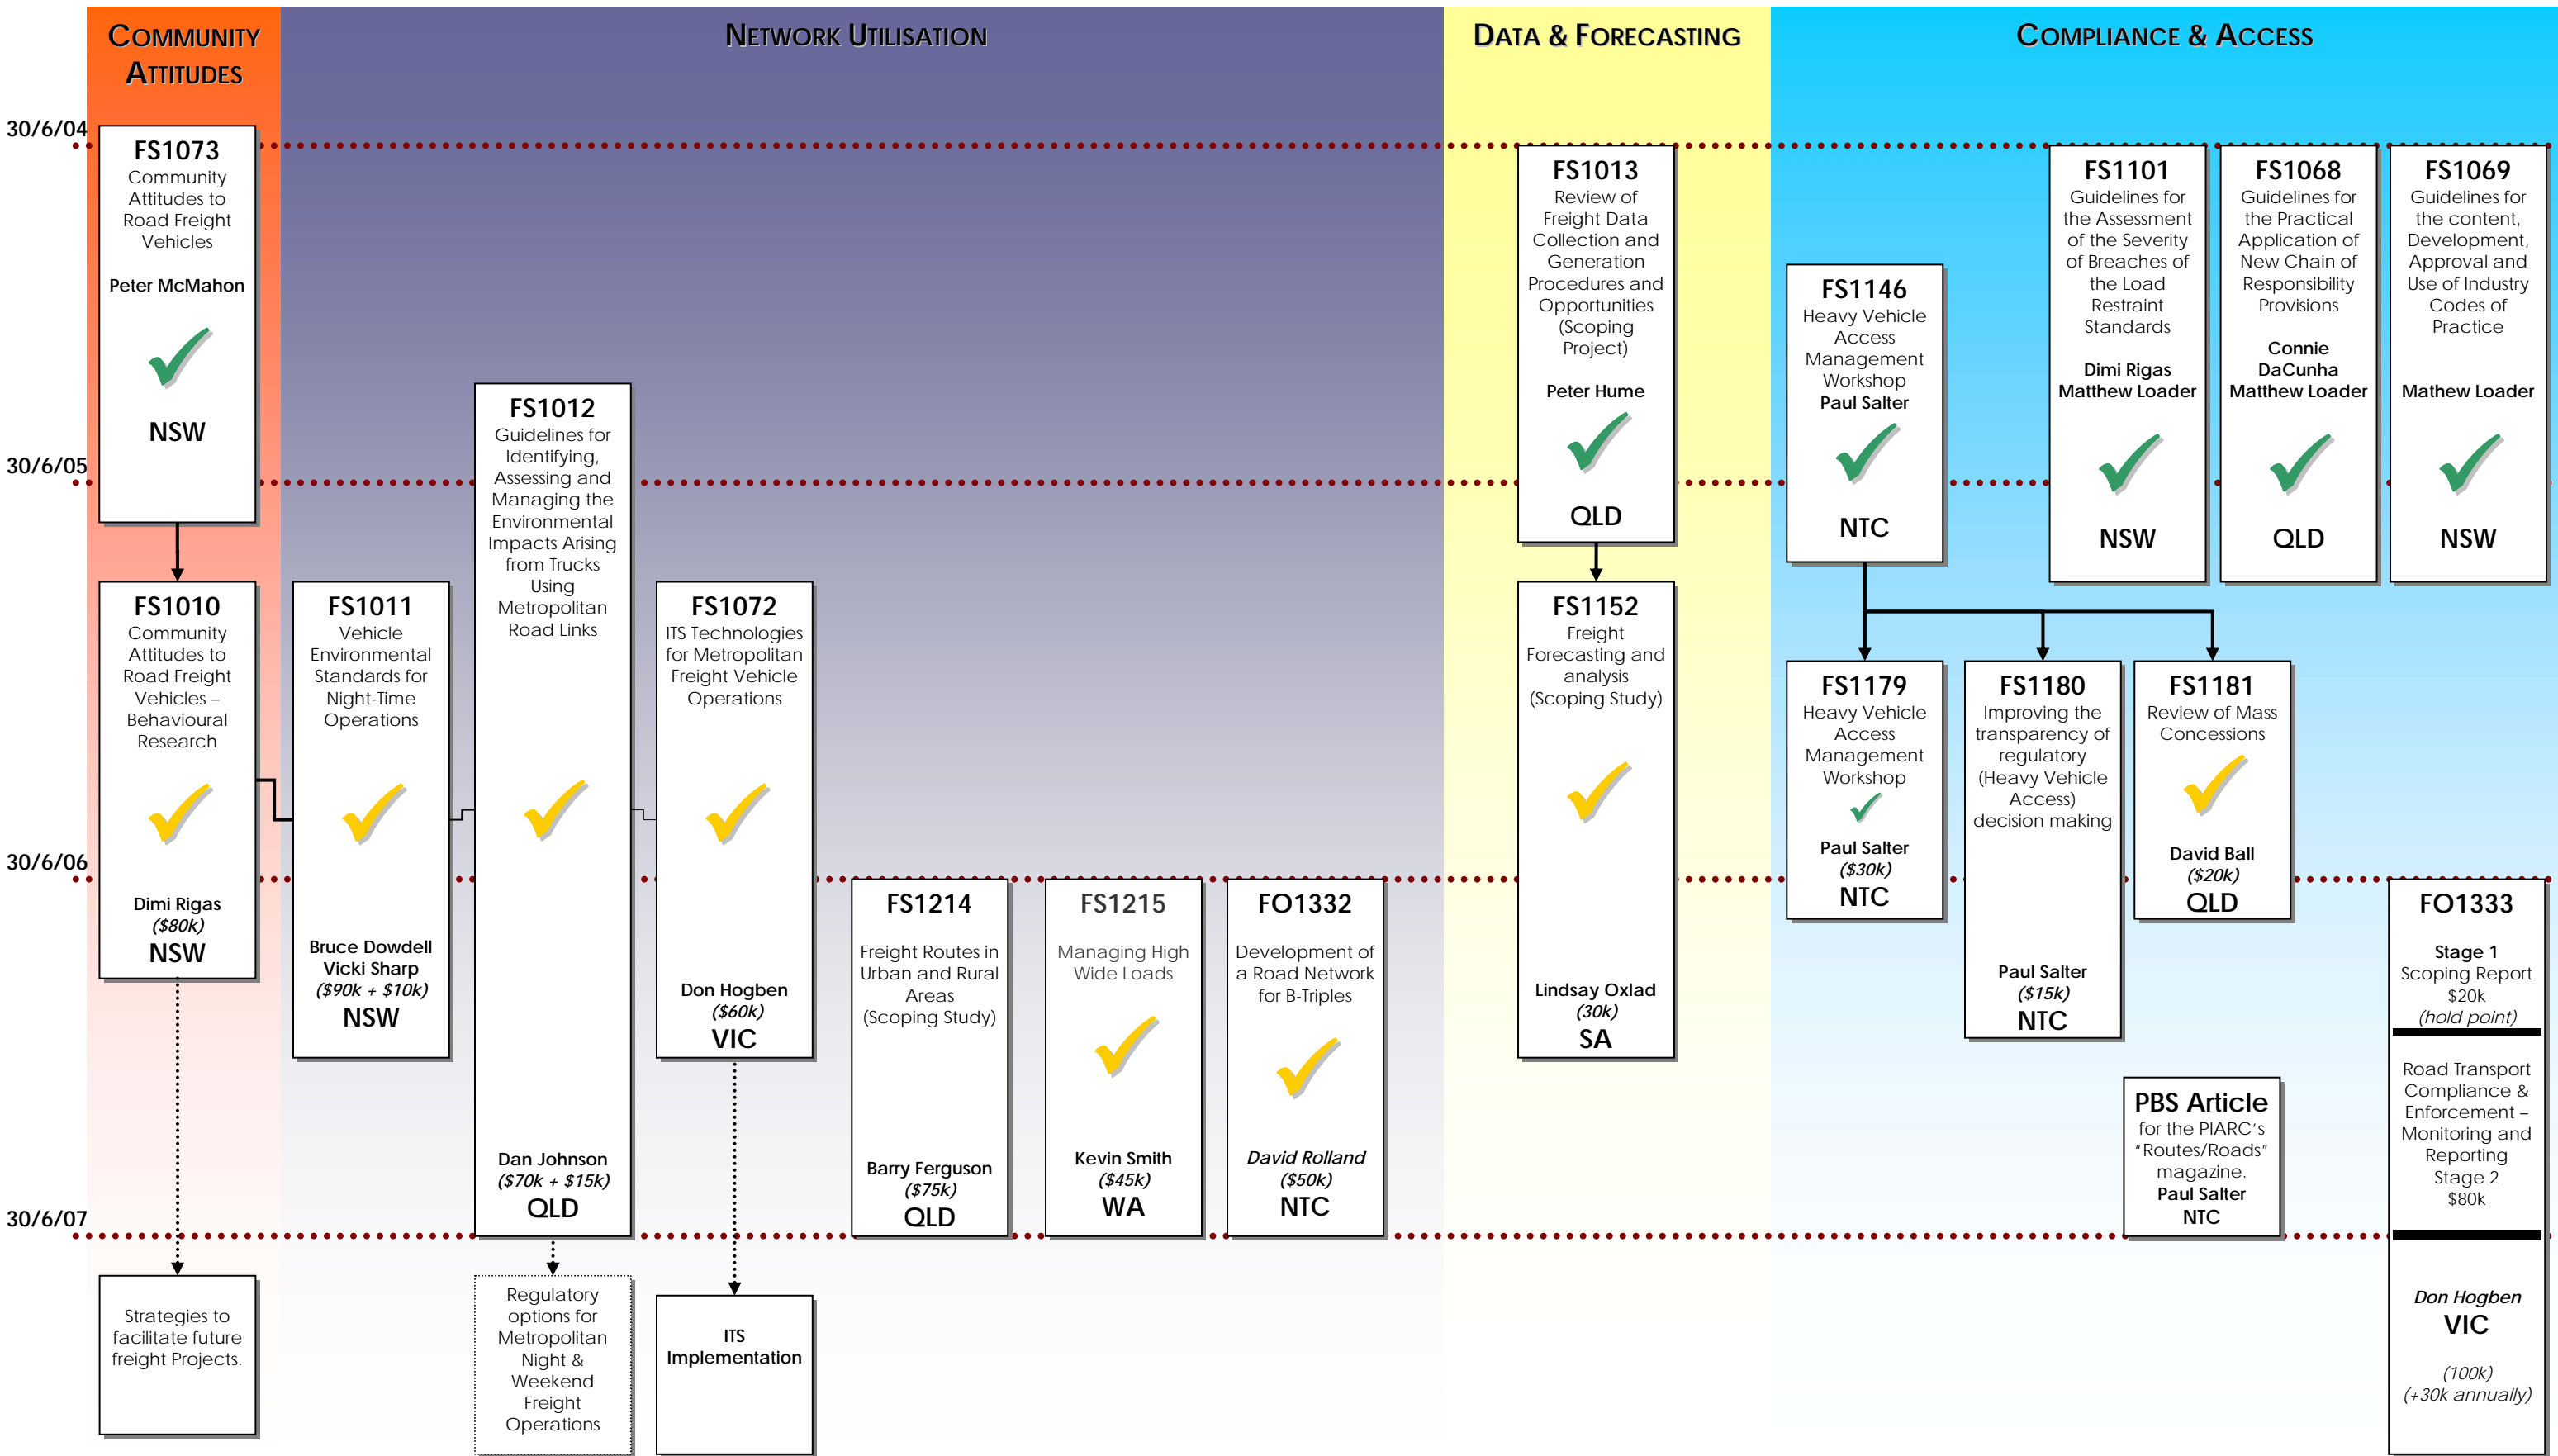 COMMUNITY
ATTITUDES
NETWORK UTILISATION
DATA & FORECASTING
COMPLIANCE & ACCESS
30/6/04
30/6/05
30/6/06
30/6/07
FS1073
Community
Attitudes to
Road Freight
Vehicles
Peter McMahon
NSW
FS1010
Community
Attitudes to
Road Freight
Vehicles –
Behavioural
Research
Dimi Rigas
($80k)
NSW
Strategies to
facilitate future
freight Projects.
FS1011
Vehicle
Environmental
Standards for
Night-Time
Operations
Bruce Dowdell
Vicki Sharp
($90k + $10k)
NSW
FS1012
Guidelines for
Identifying,
Assessing and
Managing the
Environmental
Impacts Arising
from Trucks
Using
Metropolitan
Road Links
Dan Johnson
($70k + $15k)
QLD
Regulatory
options for
Metropolitan
Night &
Weekend
Freight
Operations
FS1072
ITS Technologies
for Metropolitan
Freight Vehicle
Operations
Don Hogben
($60k)
VIC
ITS
Implementation
FS1214
Freight Routes in
Urban and Rural
Areas
(Scoping Study)
Barry Ferguson
($75k)
QLD
FS1215
Managing High
Wide Loads
Kevin Smith
($45k)
WA
FO1332
Development of
a Road Network
for B-Triples
David Rolland
($50k)
NTC
FS1013
Review of
Freight Data
Collection and
Generation
Procedures and
Opportunities
(Scoping
Project)
Peter Hume
QLD
FS1152
Freight
Forecasting and
analysis
(Scoping Study)
Lindsay Oxlad
(30k)
SA
FS1146
Heavy Vehicle
Access
Management
Workshop
Paul Salter
NTC
FS1101
Guidelines for
the Assessment
of the Severity
of Breaches of
the Load
Restraint
Standards
Dimi Rigas
Matthew Loader
NSW
FS1068
Guidelines for
the Practical
Application of
New Chain of
Responsibility
Provisions
Connie
DaCunha
Matthew Loader
QLD
FS1069
Guidelines for
the content,
Development,
Approval and
Use of Industry
Codes of
Practice
Mathew Loader
NSW
FS1179
Heavy Vehicle
Access
Management
Workshop
Paul Salter
($30k)
NTC
FS1180
Improving the
transparency of
regulatory
(Heavy Vehicle
Access)
decision making
Paul Salter
($15k)
NTC
FS1181
Review of Mass
Concessions
David Ball
($20k)
QLD
PBS Article
for the PIARC's
"Routes/Roads"
magazine.
Paul Salter
NTC
FO1333
Stage 1
Scoping Report
$20k
(hold point)
Road Transport
Compliance &
Enforcement –
Monitoring and
Reporting
Stage 2
$80k
Don Hogben
VIC
(100k)
(+30k annually)